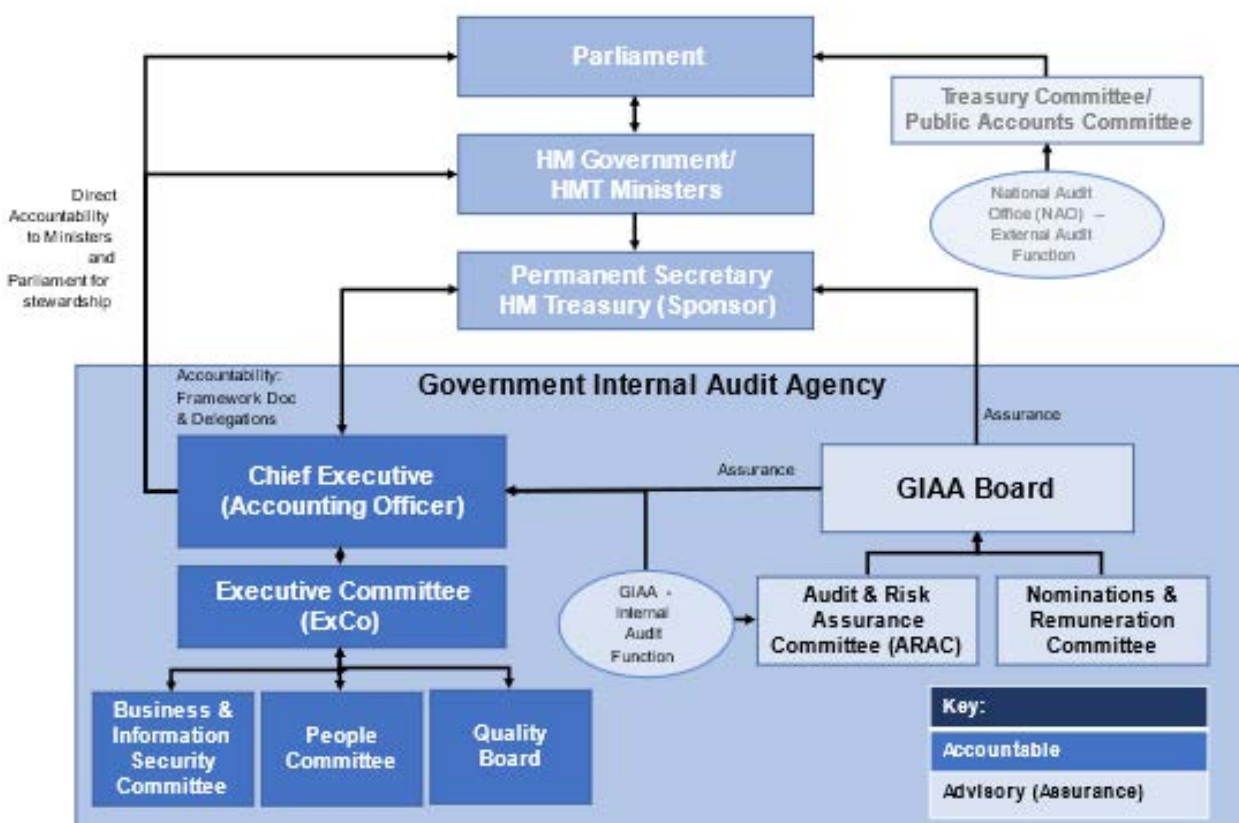 Parliament
Treasury Committee/
Public Accounts Committee
HM Government/
HMT Ministers
National Audit
Office (NAO) –
External Audit
Function
Direct
Accountability
to Ministers
and
Parliament for
stewardship
Permanent Secretary
HM Treasury (Sponsor)
Accountability:
Framework Doc
& Delegations
Government Internal Audit Agency
Assurance
Chief Executive
(Accounting Officer)
Assurance
GIAA Board
Executive Committee
(ExCo)
GIAA -
Internal
Audit
Function
Audit & Risk
Assurance
Committee (ARAC)
Nominations &
Remuneration
Committee
Business &
Information
Security
Committee
People
Committee
Quality
Board
Key:
Accountable
Advisory (Assurance)